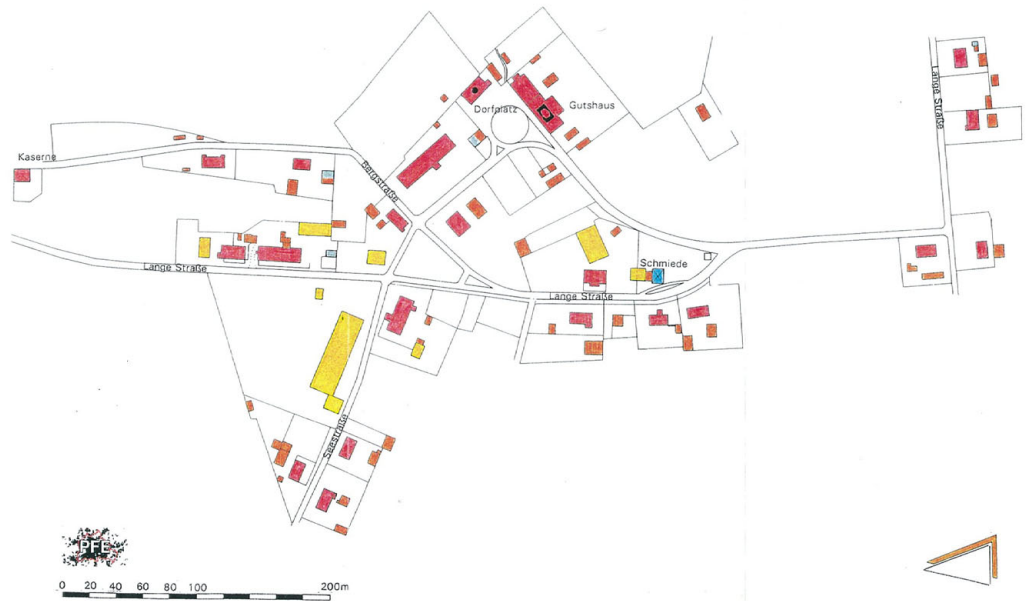 Lange Straße
Dorfplatz
Gutshaus
Kaserne
Bergstraße
Schmiede
Lange Straße
Lange Straße
Seestraße
PFE
0 20 40 60 80 100 200m